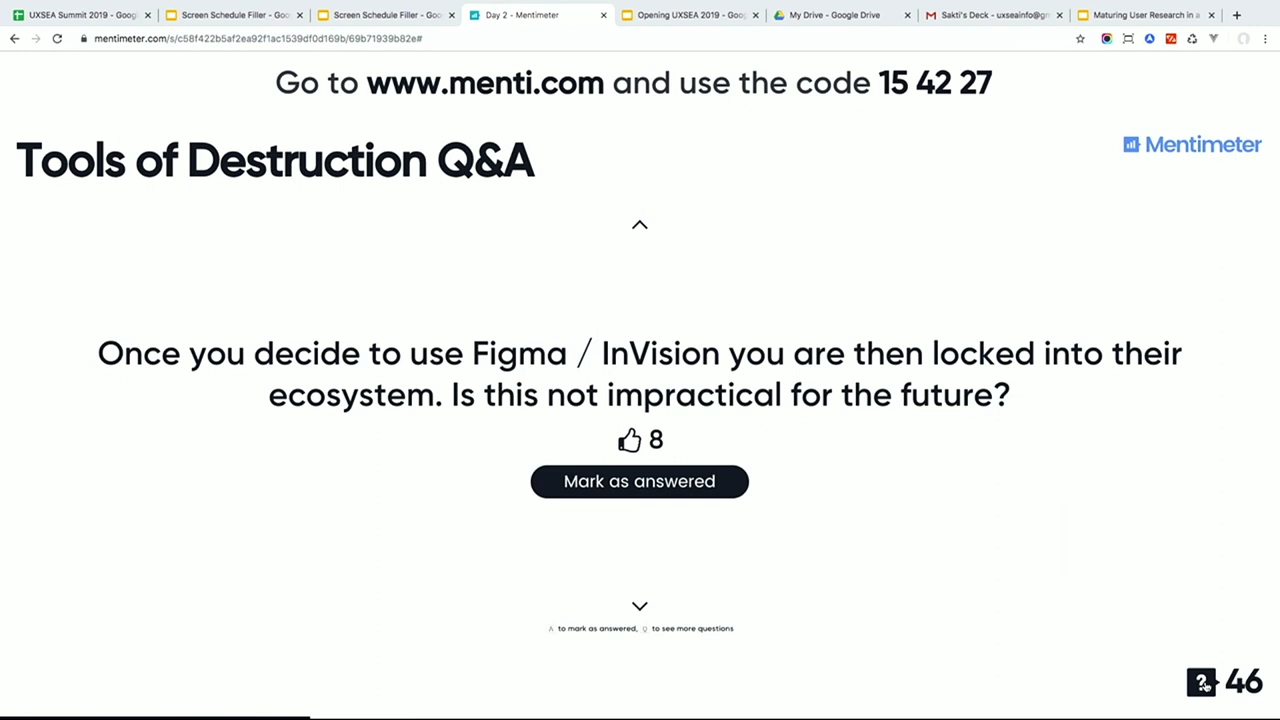 UXSEA Summit 2019 - Googl
Screen Schedule Filler - Goo
Screen Schedule Filler - Goo
Day 2 - Mentimeter
Opening UXSEA 2019 - Goog
My Drive - Google Drive
Sakti's Deck - uxseainfo@gm
Maturing User Research in a
mentimeter.com/s/c58f422b5af2ea92f1ac1539df0d169b/69b71939b82e#
Go to www.menti.com and use the code 15 42 27
Tools of Destruction Q&A
Mentimeter
Once you decide to use Figma / InVision you are then locked into their
ecosystem. Is this not impractical for the future?
8
Mark as answered
A to mark as answered, Q to see more questions
46